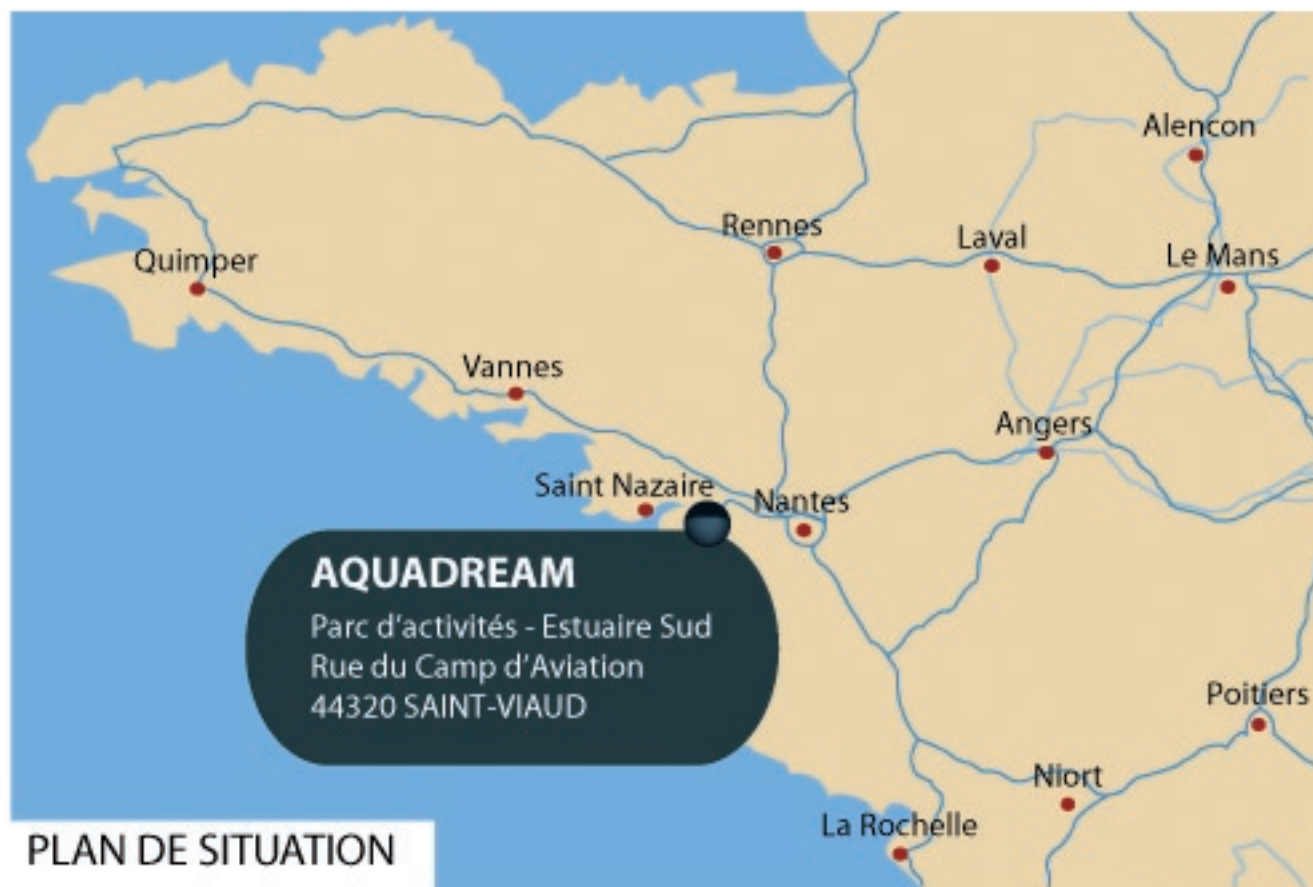 Alencon
Rennes
Laval
Le Mans
Quimper
Vannes
Angers
Saint Nazaire
Nantes
AQUADREAM
Parc d'activités - Estuaire Sud
Rue du Camp d'Aviation
44320 SAINT-VIAUD
Poitiers
Niort
La Rochelle
PLAN DE SITUATION